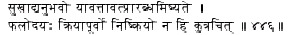 सुखाद्यनुभवो यावत्तावत्प्रारब्धमिष्यते ।
फलोदयः क्रियापूर्वो निष्क्रियो न हि कुत्रचित् ॥ ४४६॥